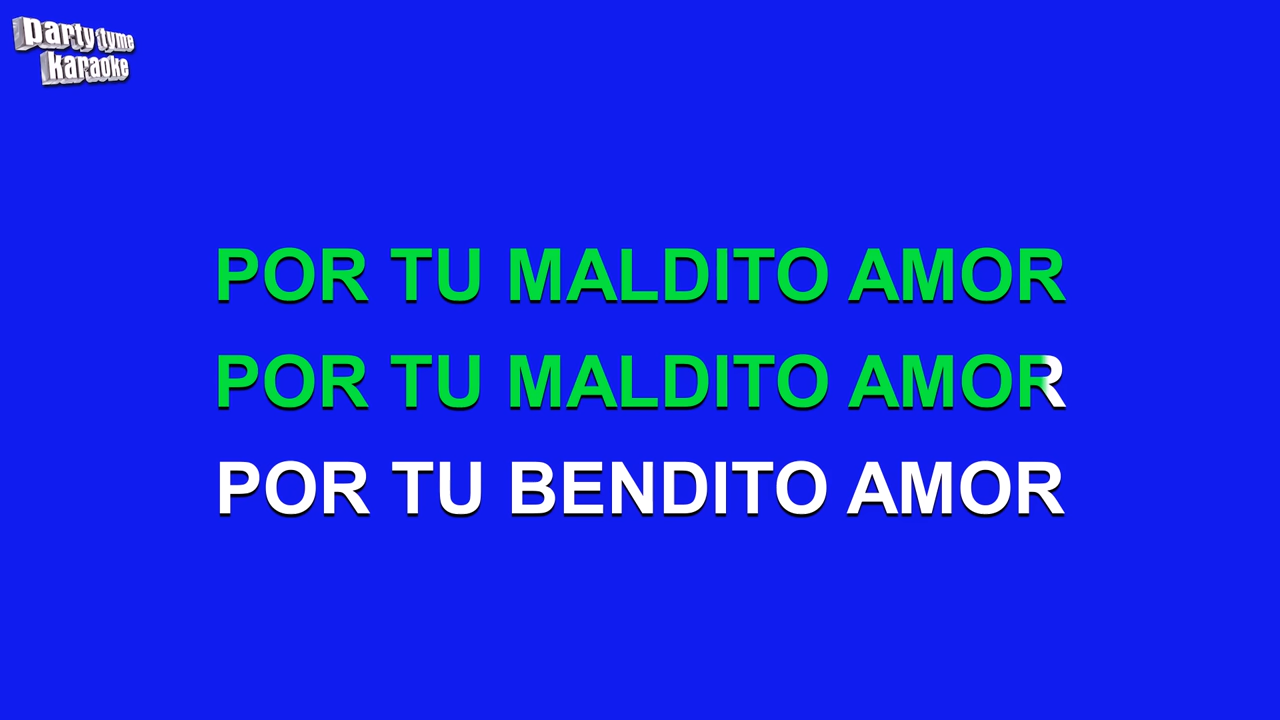 party tyme
karaoke
POR TU MALDITO AMOR
POR TU MALDITO AMOR
POR TU BENDITO AMOR